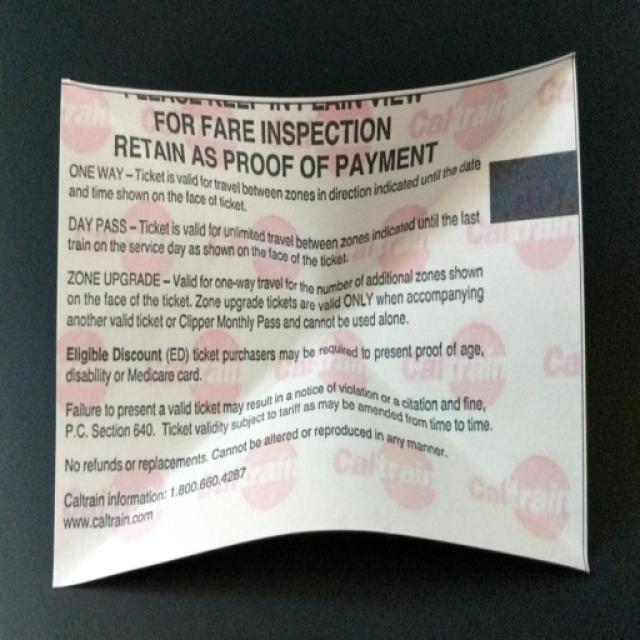 PLEASE KEEP IN PLAIN VIEW
FOR FARE INSPECTION
RETAIN AS PROOF OF PAYMENT
ONE WAY – Ticket is valid for travel between zones in direction indicated until the date
and time shown on the face of ticket.
DAY PASS – Ticket is valid for unlimited travel between zones indicated until the last
train on the service day as shown on the face of the ticket.
ZONE UPGRADE – Valid for one-way travel for the number of additional zones shown
on the face of the ticket. Zone upgrade tickets are valid ONLY when accompanying
another valid ticket or Clipper Monthly Pass and cannot be used alone.
Eligible Discount (ED) ticket purchasers may be required to present proof of age,
disability or Medicare card.
Failure to present a valid ticket may result in a notice of violation or a citation and fine,
P.C. Section 640. Ticket validity subject to tariff as may be amended from time to time.
No refunds or replacements. Cannot be altered or reproduced in any manner.
Caltrain information: 1.800.660.4287
www.caltrain.com